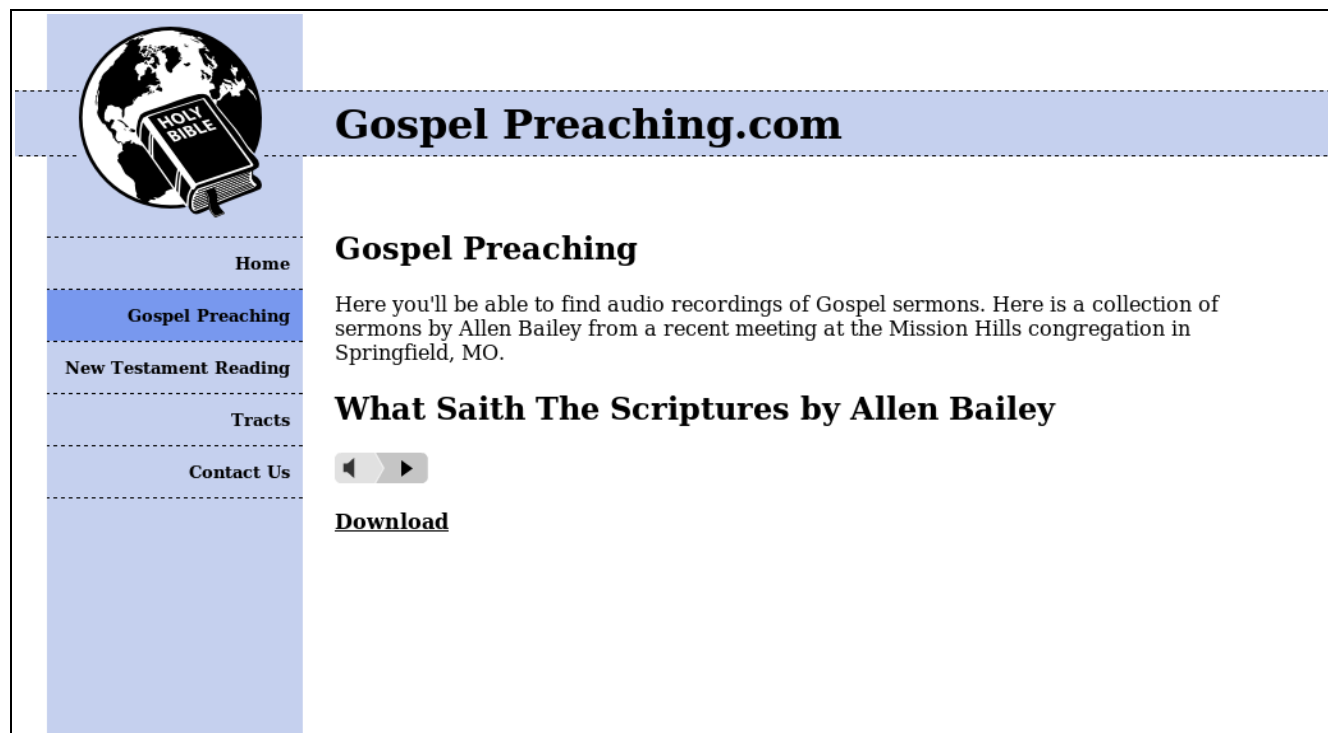 HOLY
BIBLE
Gospel Preaching.com
Home
Gospel Preaching
New Testament Reading
Tracts
Contact Us
Gospel Preaching
Here you'll be able to find audio recordings of Gospel sermons. Here is a collection of
sermons by Allen Bailey from a recent meeting at the Mission Hills congregation in
Springfield, MO.
What Saith The Scriptures by Allen Bailey
Download